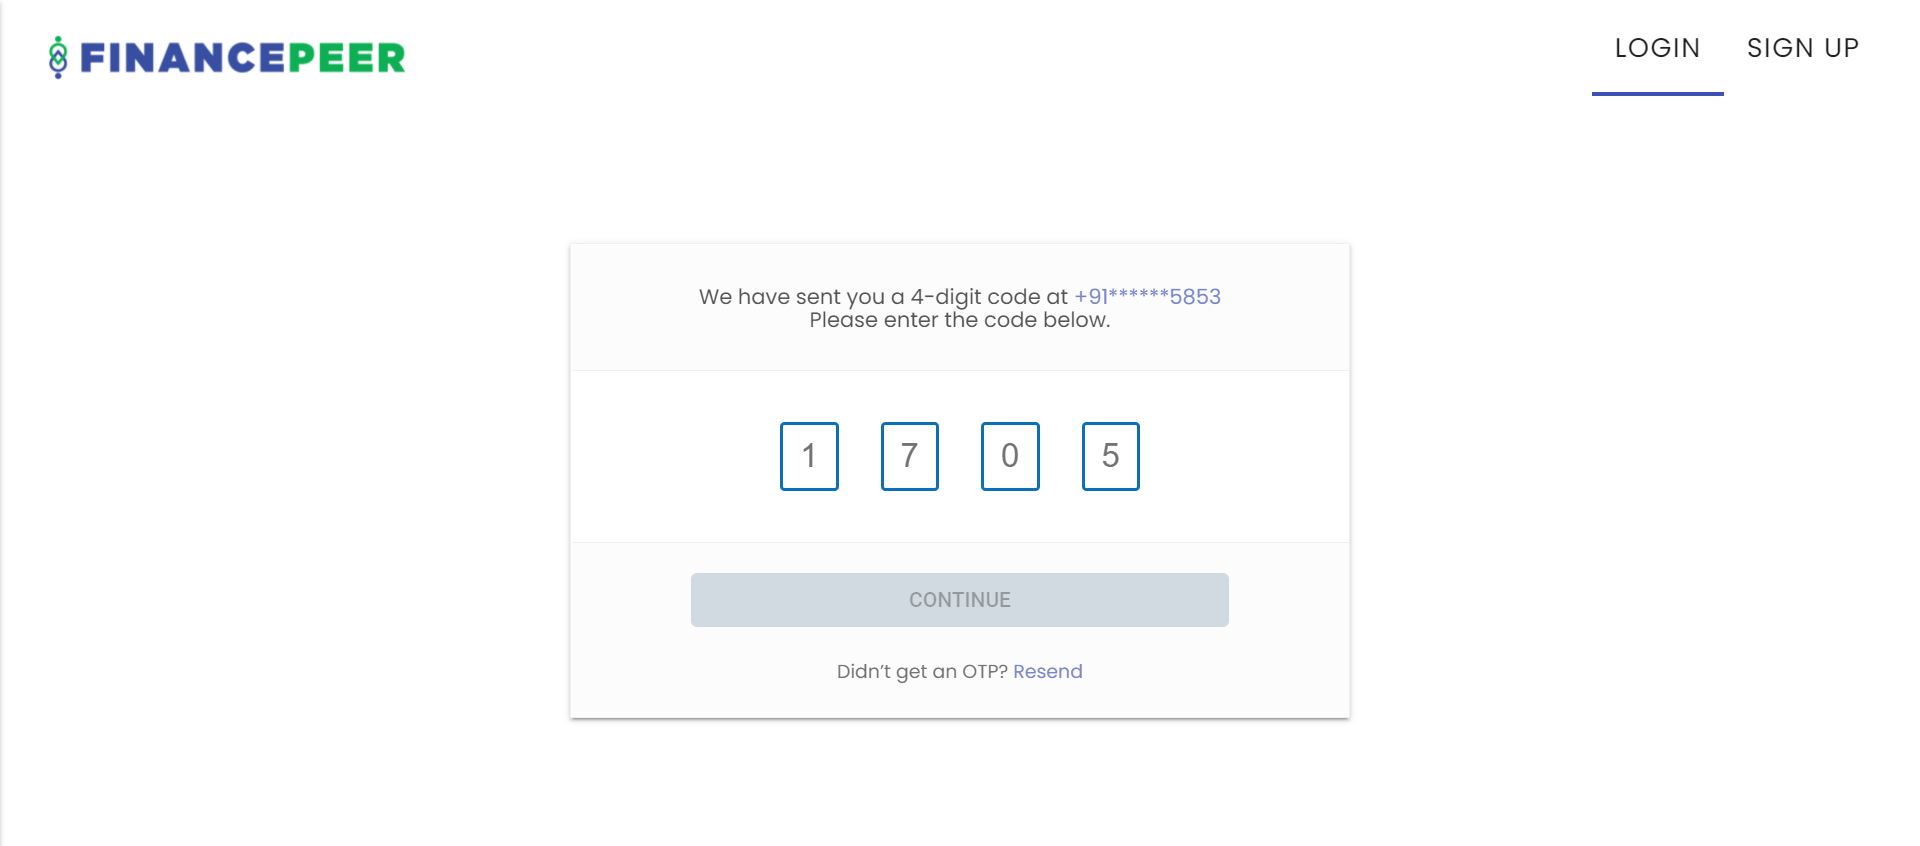 FINANCEPEER
LOGIN SIGN UP
We have sent you a 4-digit code at +91******5853
Please enter the code below.
1 7 0 5
CONTINUE
Didn't get an OTP? Resend